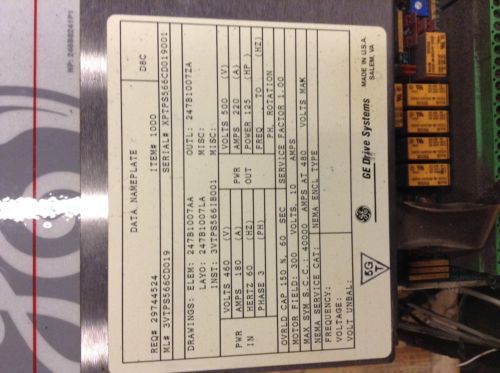 DATA NAMEPLATE
DBC
REQ# 29744524 ITEM# 1000
ML# 3VTPS566CD019 SERIAL# XPTPS566CD019001
DRAWINGS: ELEM: 247B1007AA OUTL: 247B1007ZA
LAYO: 247B1007LA MISC:
INST: 3VTPS566IB001 MISC:
PWR IN
VOLTS 460 (V)
AMPS 180 (A)
HERTZ 60 (HZ)
PHASE 3 (PH)
PWR OUT
VOLTS 500 (V)
AMPS 220 (A)
POWER 125 (HP)
FREQ TO (HZ)
PH. ROTATION
OVRLD CAP 150 %, 60 SEC SERVICE FACTOR 1.00
MOTOR FIELD: 300 VOLTS, 10 AMPS
MAX SYM S.C.C. 40000 AMPS AT 480 VOLTS MAX
NEMA SERVICE CAT: NEMA ENCL TYPE
FREQUENCY:
VOLTAGE:
VOLT UNBAL:
5G
T
GE Drive Systems
MADE IN U.S.A.
SALEM, VA